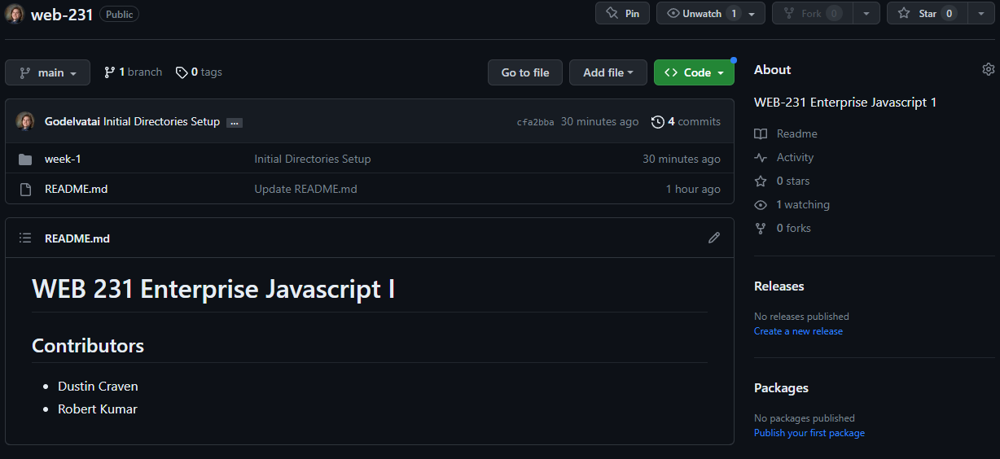 web-231 Public Pin Unwatch 1 Fork 0 Star 0
main 1 branch 0 tags Go to file Add file Code
Godelvatai Initial Directories Setup ... cfa2bba 30 minutes ago 4 commits
week-1 Initial Directories Setup 30 minutes ago
README.md Update README.md 1 hour ago
README.md
WEB 231 Enterprise Javascript I
Contributors
Dustin Craven
Robert Kumar
About
WEB-231 Enterprise Javascript 1
Readme
Activity
0 stars
1 watching
0 forks
Releases
No releases published
Create a new release
Packages
No packages published
Publish your first package